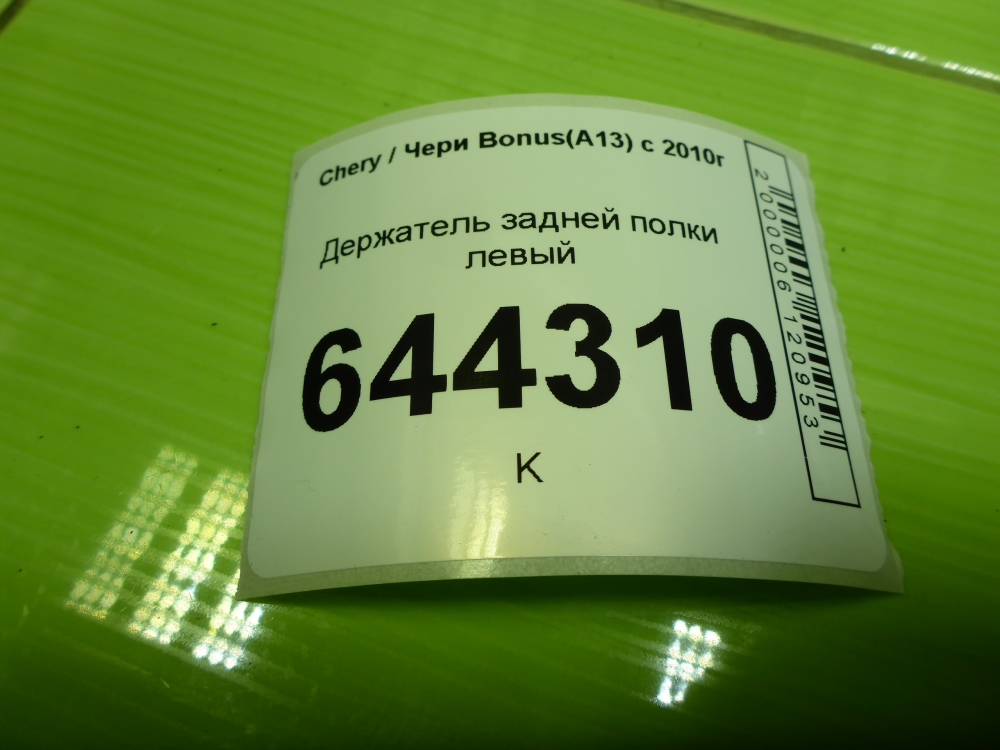 Chery / Чери Bonus(A13) с 2010г
Держатель задней полки
левый
644310
К
2000006120953